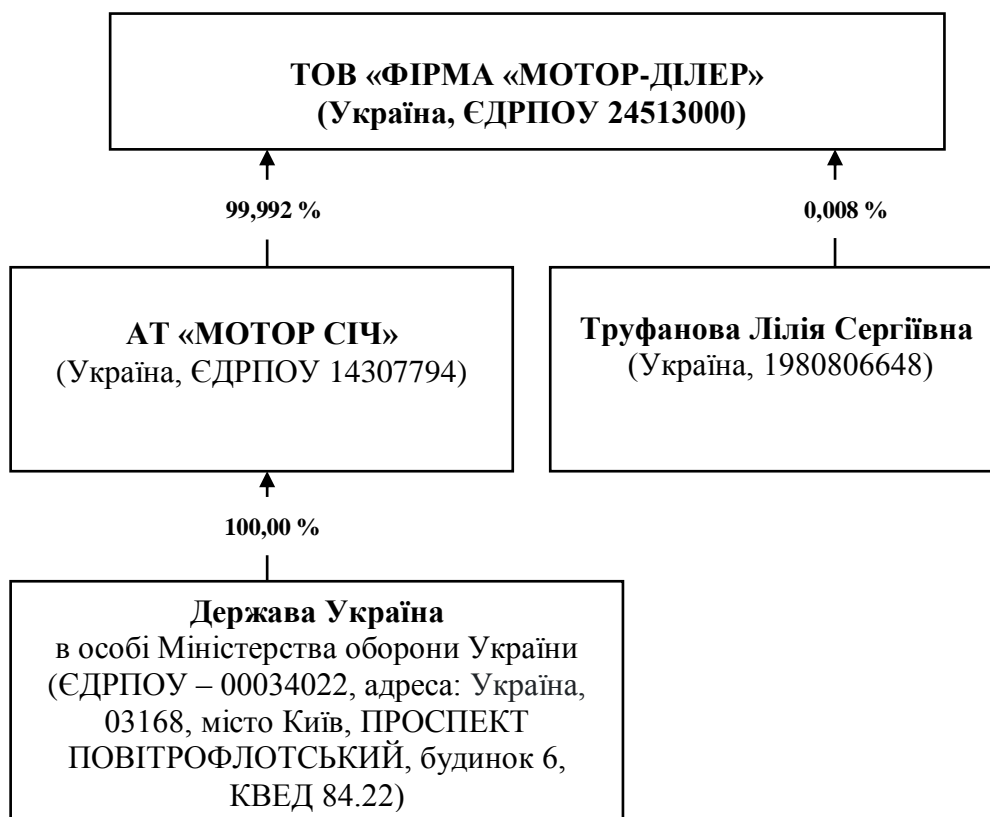 ТОВ «ФІРМА «МОТОР-ДІЛЕР»
(Україна, ЄДРПОУ 24513000)
99,992 %
0,008 %
АТ «МОТОР СІЧ»
(Україна, ЄДРПОУ 14307794)
Труфанова Лілія Сергіївна
(Україна, 1980806648)
100,00 %
Держава Україна
в особі Міністерства оборони України
(ЄДРПОУ – 00034022, адреса: Україна,
03168, місто Київ, ПРОСПЕКТ
ПОВІТРОФЛОТСЬКИЙ, будинок 6,
КВЕД 84.22)